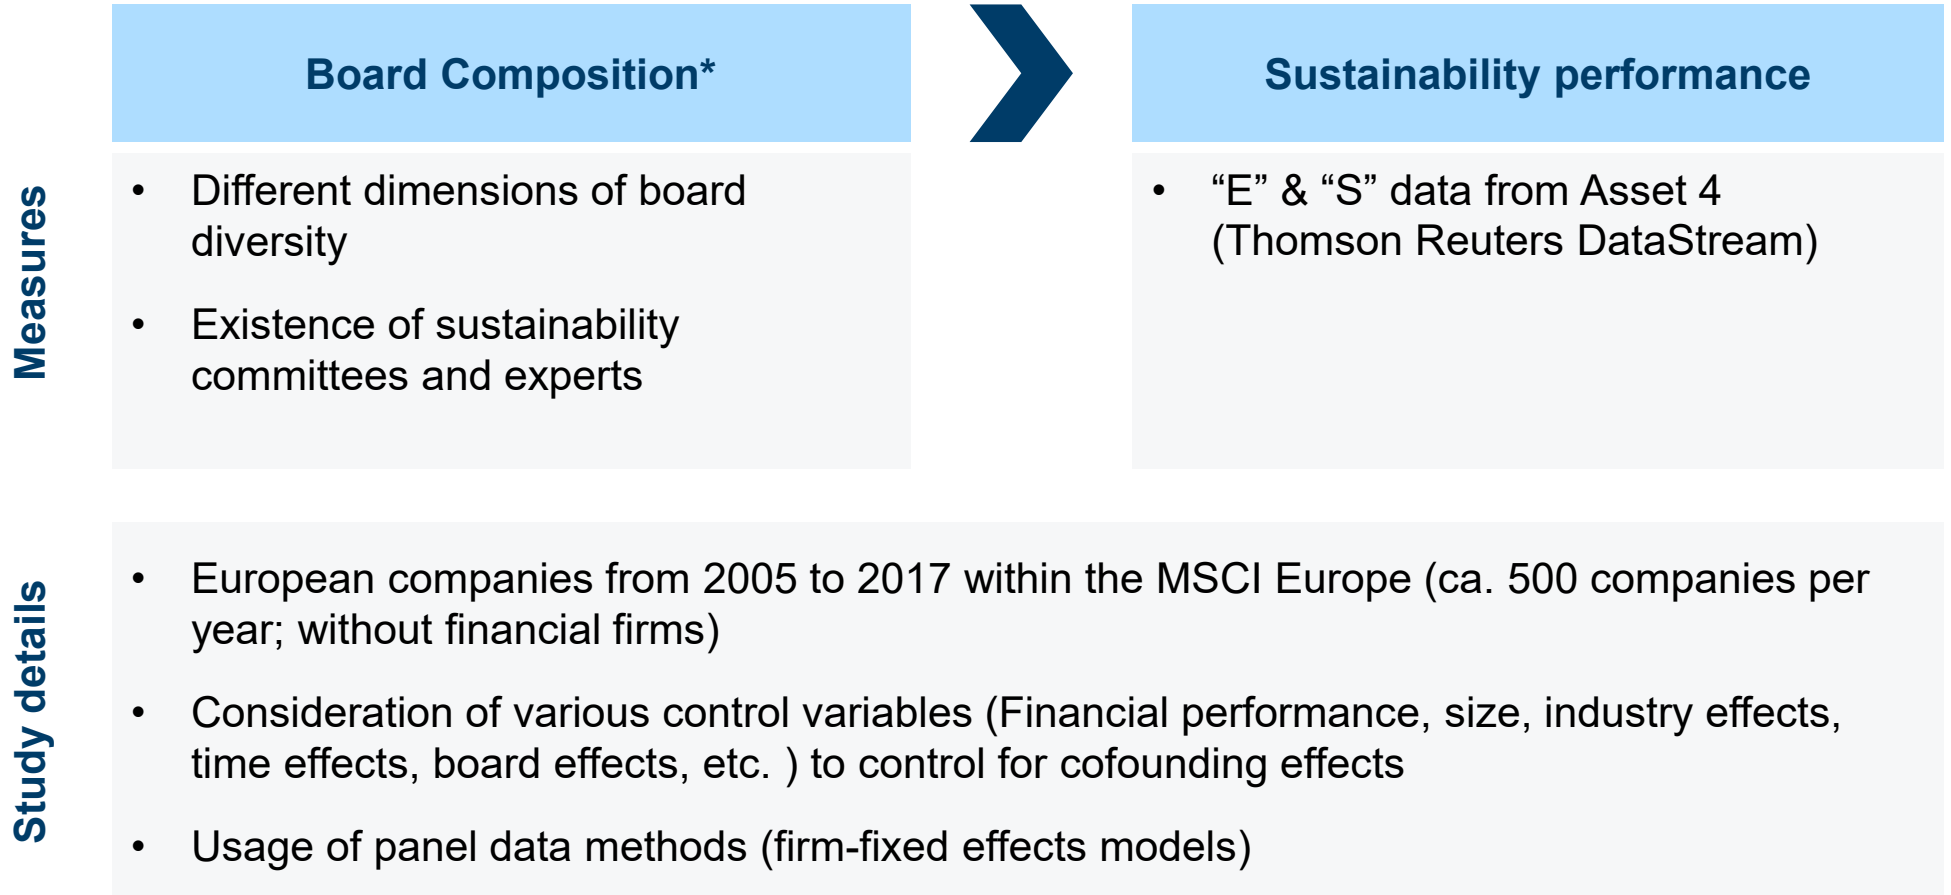 Board Composition*
Sustainability performance
Measures
• Different dimensions of board
diversity
• Existence of sustainability
committees and experts
• “E” & “S” data from Asset 4
(Thomson Reuters DataStream)
Study details
• European companies from 2005 to 2017 within the MSCI Europe (ca. 500 companies per
year; without financial firms)
• Consideration of various control variables (Financial performance, size, industry effects,
time effects, board effects, etc. ) to control for cofounding effects
• Usage of panel data methods (firm-fixed effects models)